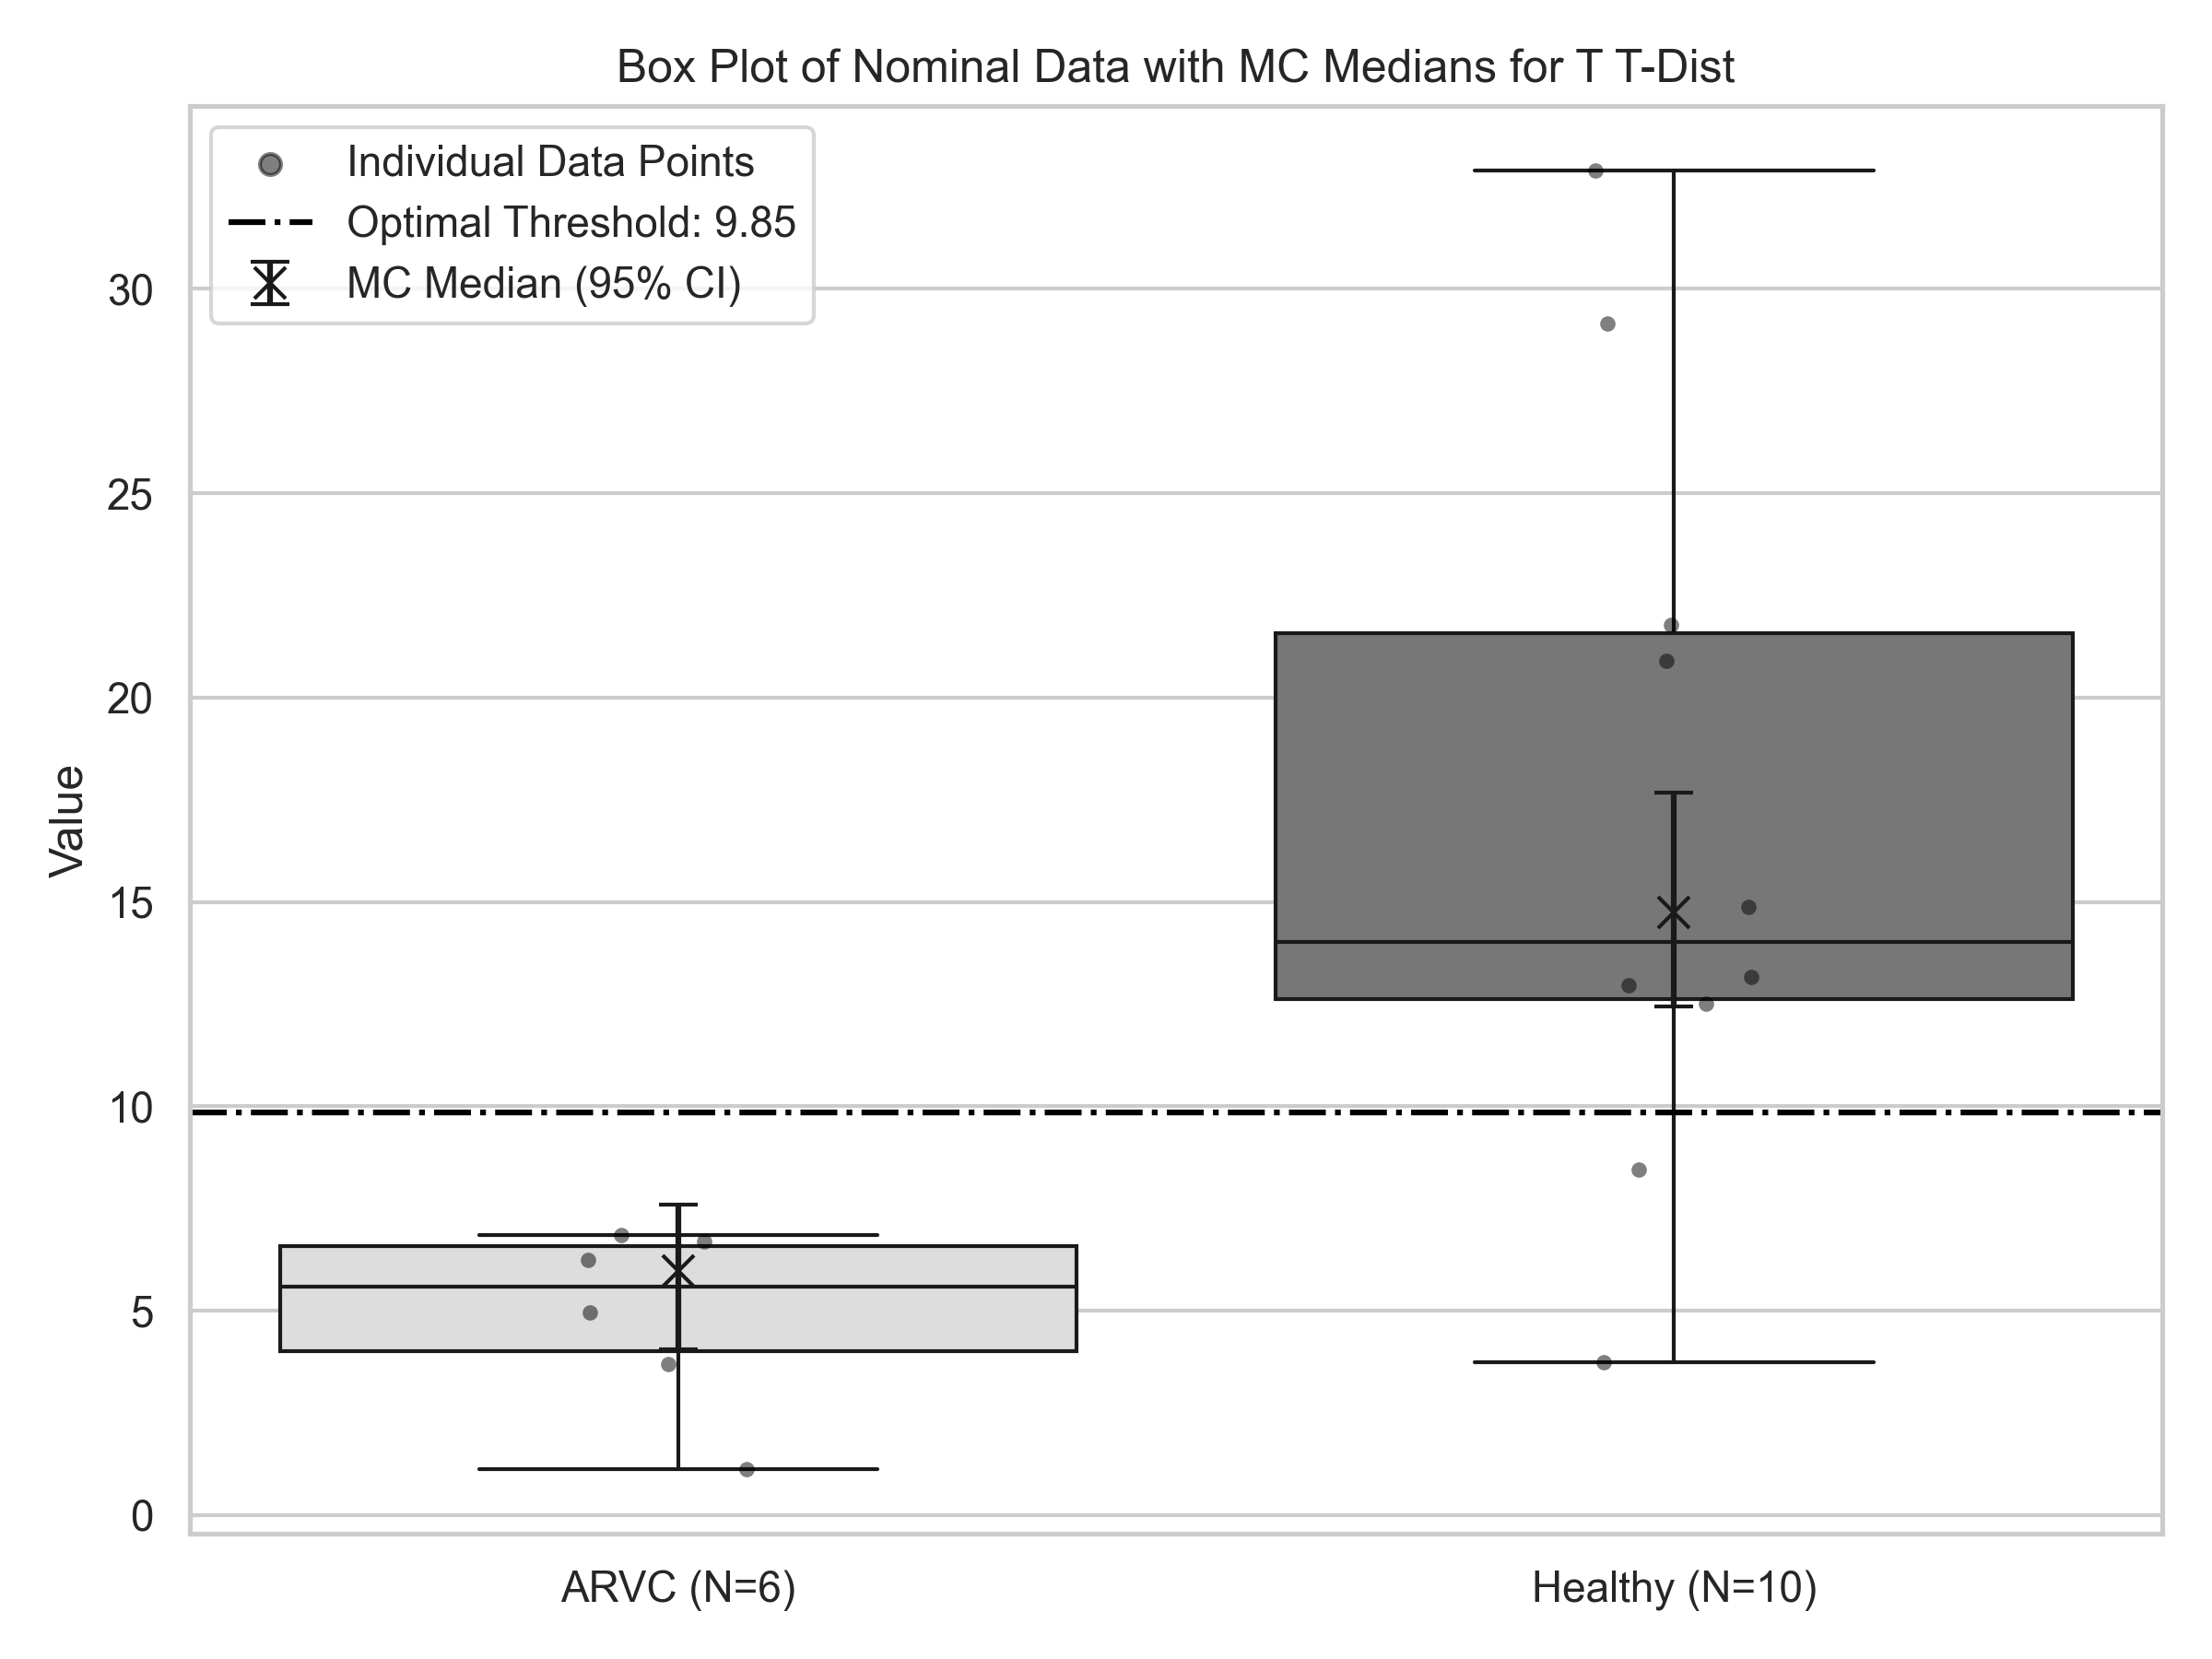 Box Plot of Nominal Data with MC Medians for T T-Dist
Individual Data Points
Optimal Threshold: 9.85
MC Median (95% CI)
30
25
20
15
10
5
0
Value
ARVC (N=6)
Healthy (N=10)